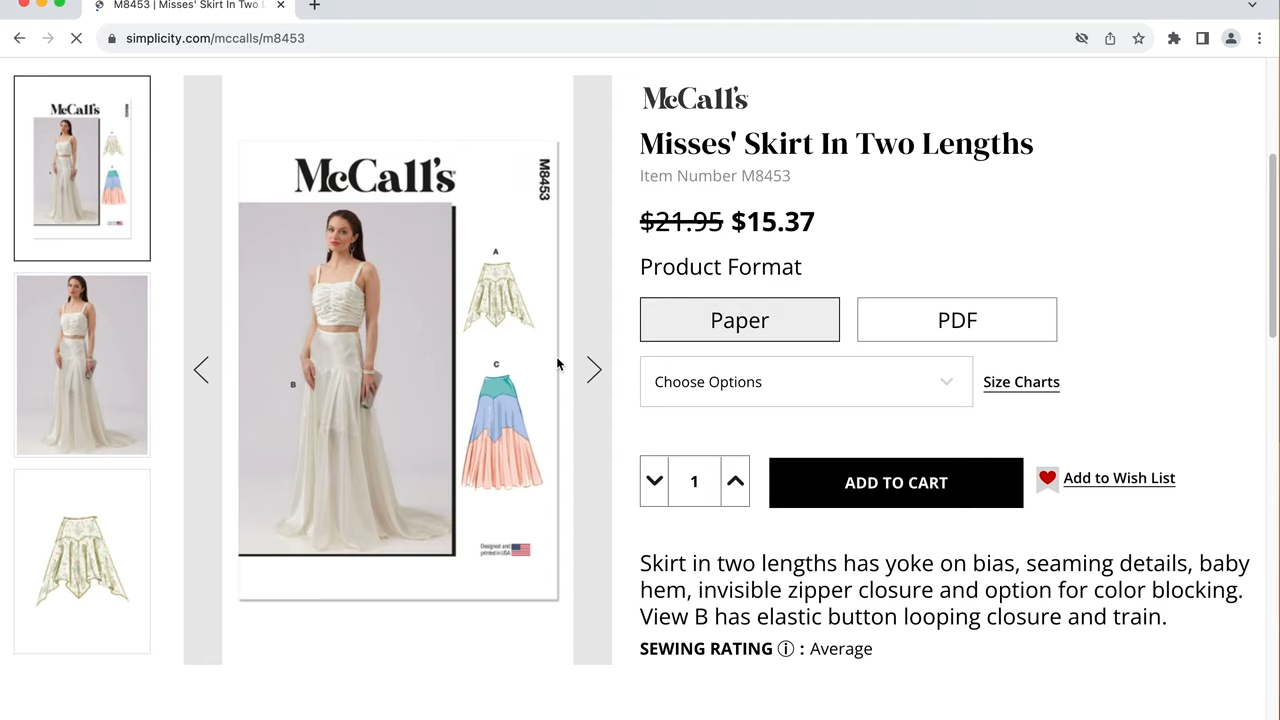 M8453 | Misses' Skirt In Two L
simplicity.com/mccalls/m8453
McCall's
McCall's
M8453
A
B
C
Designed and
printed in USA
McCall's
Misses' Skirt In Two Lengths
Item Number M8453
$21.95 $15.37
Product Format
Paper
PDF
Choose Options
Size Charts
1
ADD TO CART
Add to Wish List
Skirt in two lengths has yoke on bias, seaming details, baby
hem, invisible zipper closure and option for color blocking.
View B has elastic button looping closure and train.
SEWING RATING ⓘ : Average